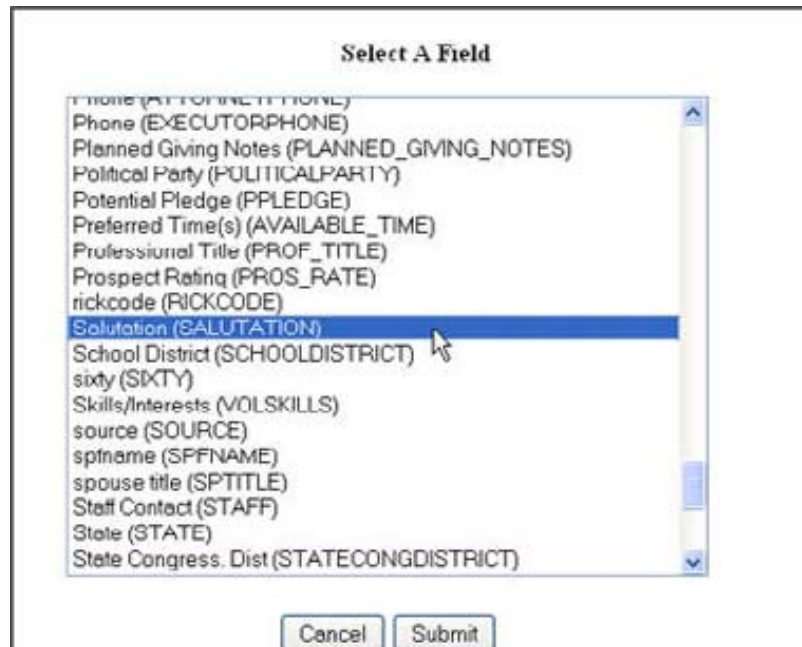 Select A Field
Phone (ATTORNEYPHONE)
Phone (EXECUTORPHONE)
Planned Giving Notes (PLANNED_GIVING_NOTES)
Political Party (POLITICALPARTY)
Potential Pledge (PPLEDGE)
Preferred Time(s) (AVAILABLE_TIME)
Professional Title (PROF_TITLE)
Prospect Rating (PROS_RATE)
rickcode (RICKCODE)
Salutation (SALUTATION)
School District (SCHOOLDISTRICT)
sixty (SIXTY)
Skills/Interests (VOLSKILLS)
source (SOURCE)
spfname (SPFNAME)
spouse title (SPTITLE)
Staff Contact (STAFF)
State (STATE)
State Congress. Dist (STATECONGDISTRICT)
Cancel Submit